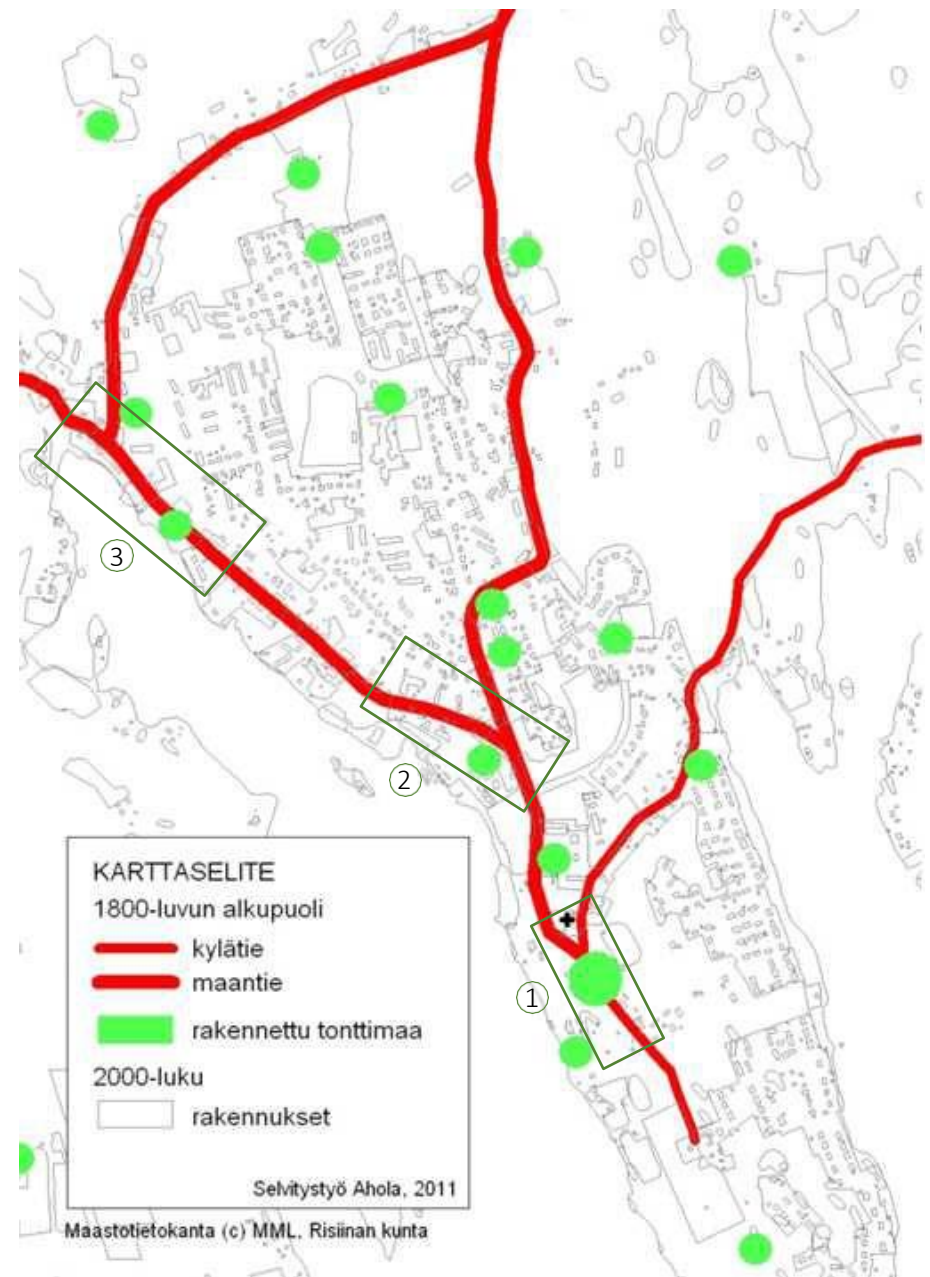 ③
②
①
KARTTASELITE
1800-luvun alkupuoli
kylätie
maantie
rakennettu tonttimaa
2000-luku
rakennukset
Selvitystyö Ahola, 2011
Maastotietokanta (c) MML, Risiinan kunta